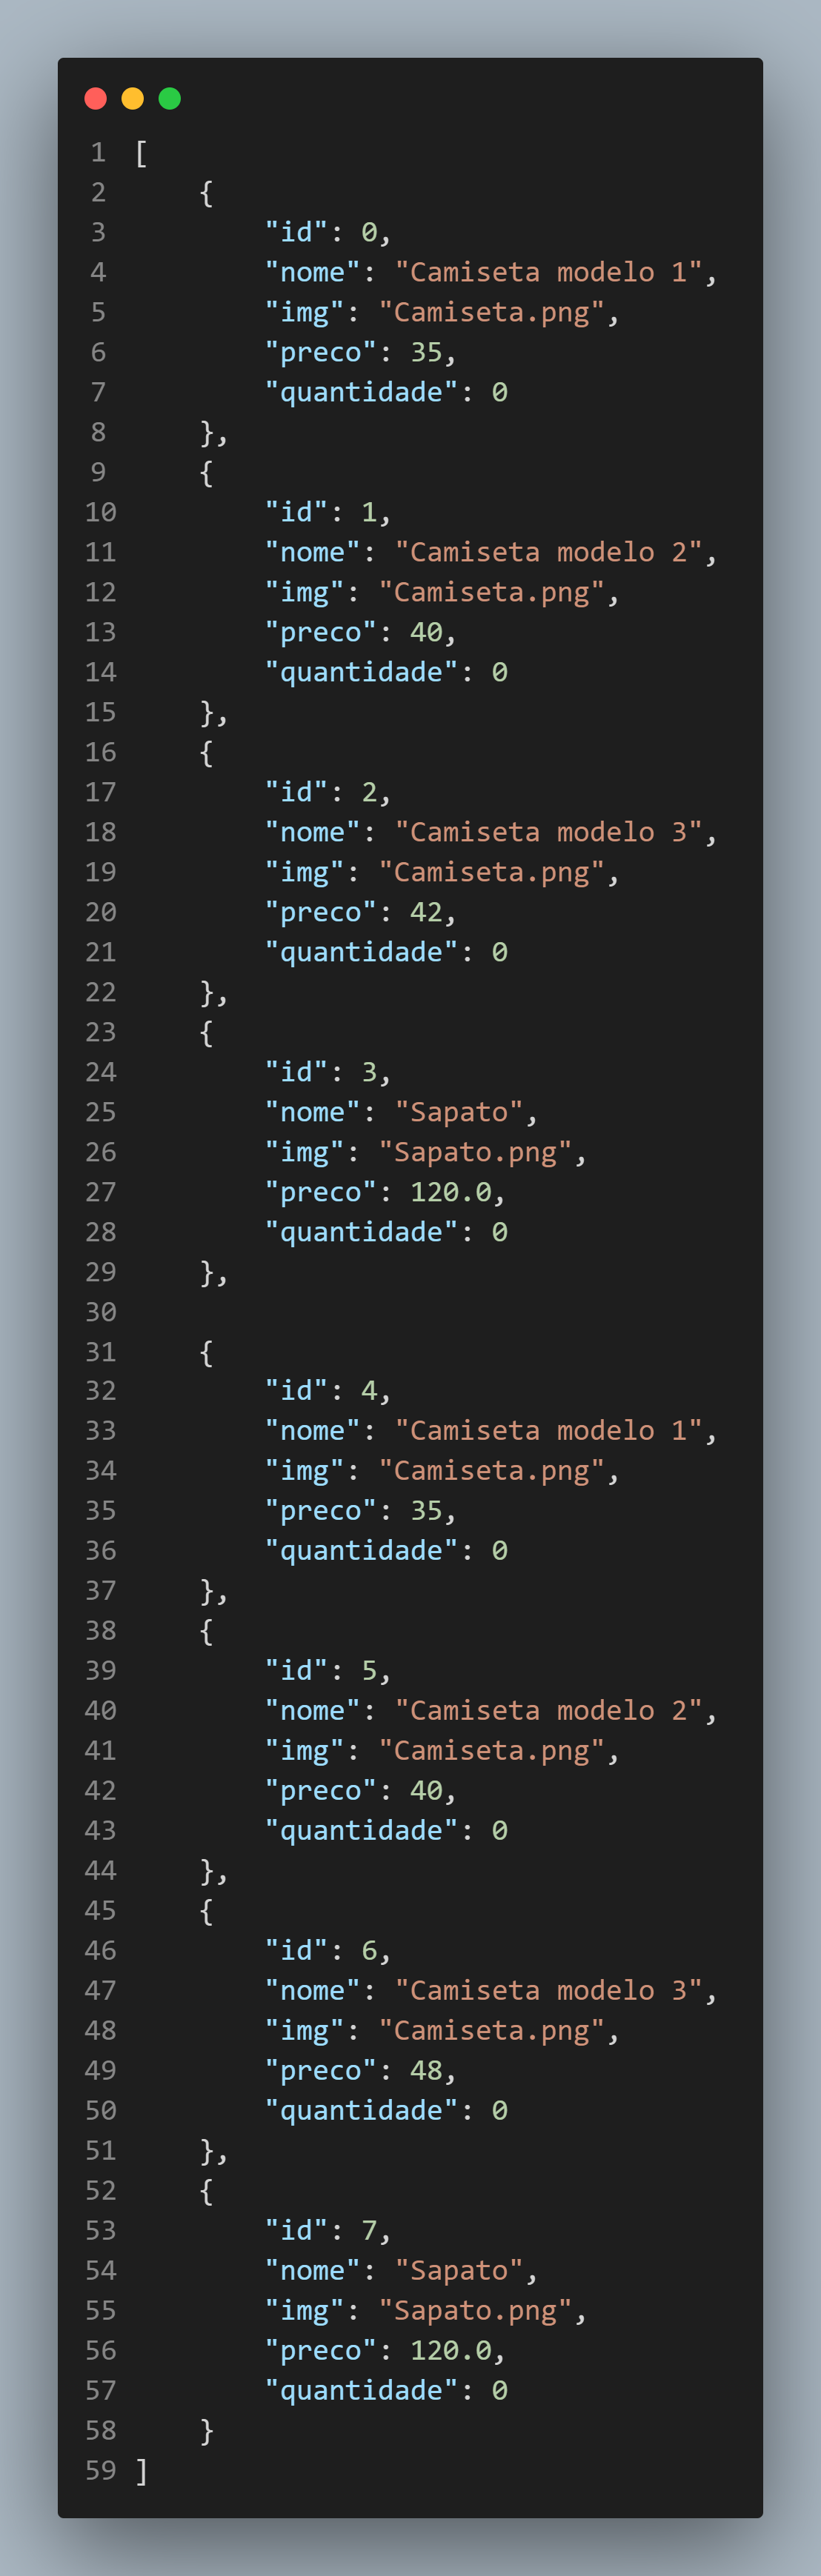 1 [
2     {
3         "id": 0,
4         "nome": "Camiseta modelo 1",
5         "img": "Camiseta.png",
6         "preco": 35,
7         "quantidade": 0
8     },
9     {
10         "id": 1,
11         "nome": "Camiseta modelo 2",
12         "img": "Camiseta.png",
13         "preco": 40,
14         "quantidade": 0
15     },
16     {
17         "id": 2,
18         "nome": "Camiseta modelo 3",
19         "img": "Camiseta.png",
20         "preco": 42,
21         "quantidade": 0
22     },
23     {
24         "id": 3,
25         "nome": "Sapato",
26         "img": "Sapato.png",
27         "preco": 120.0,
28         "quantidade": 0
29     },
30
31     {
32         "id": 4,
33         "nome": "Camiseta modelo 1",
34         "img": "Camiseta.png",
35         "preco": 35,
36         "quantidade": 0
37     },
38     {
39         "id": 5,
40         "nome": "Camiseta modelo 2",
41         "img": "Camiseta.png",
42         "preco": 40,
43         "quantidade": 0
44     },
45     {
46         "id": 6,
47         "nome": "Camiseta modelo 3",
48         "img": "Camiseta.png",
49         "preco": 48,
50         "quantidade": 0
51     },
52     {
53         "id": 7,
54         "nome": "Sapato",
55         "img": "Sapato.png",
56         "preco": 120.0,
57         "quantidade": 0
58     }
59 ]